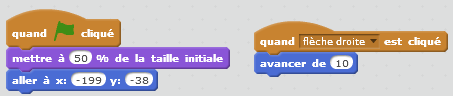 quand cliqué
mettre à 50 % de la taille initiale
aller à x: -199 y: -38
quand flèche droite est cliqué
avancer de 10